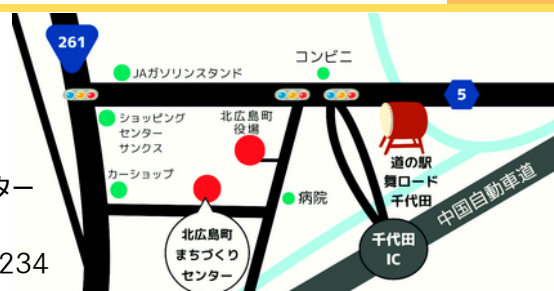 261
コンビニ
JAガソリンスタンド
5
ショッピング
センター
サンクス
北広島町
役場
道の駅
舞ロード
千代田
カーショップ
病院
中国自動車道
ター
北広島町
まちづくり
センター
千代田
IC
234